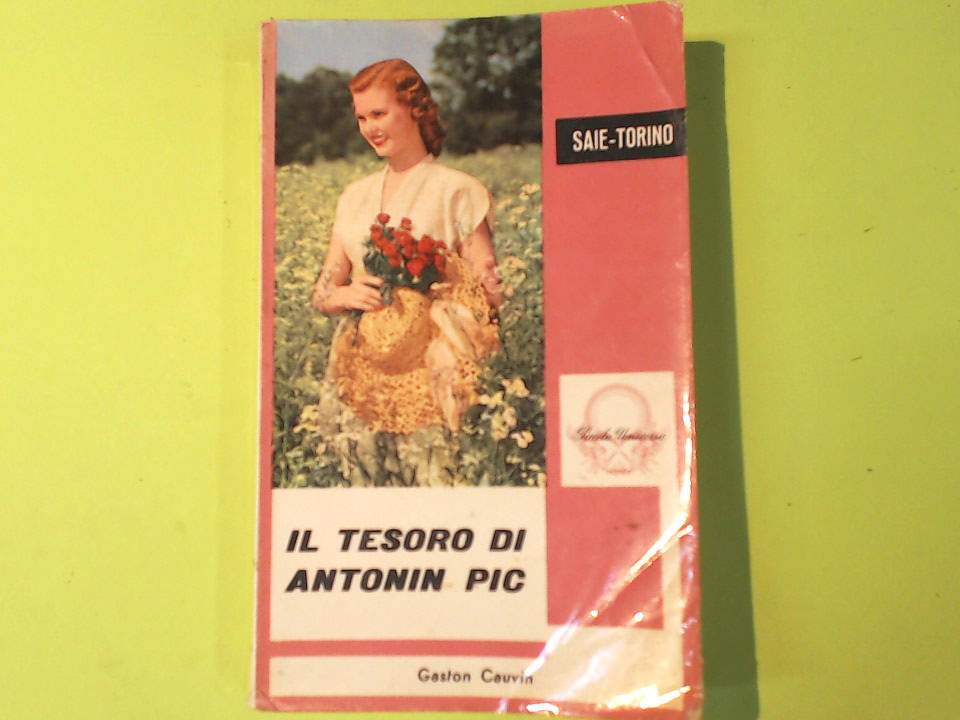 SAIE-TORINO
IL TESORO DI
ANTONIN PIC
Gaston Cauvin